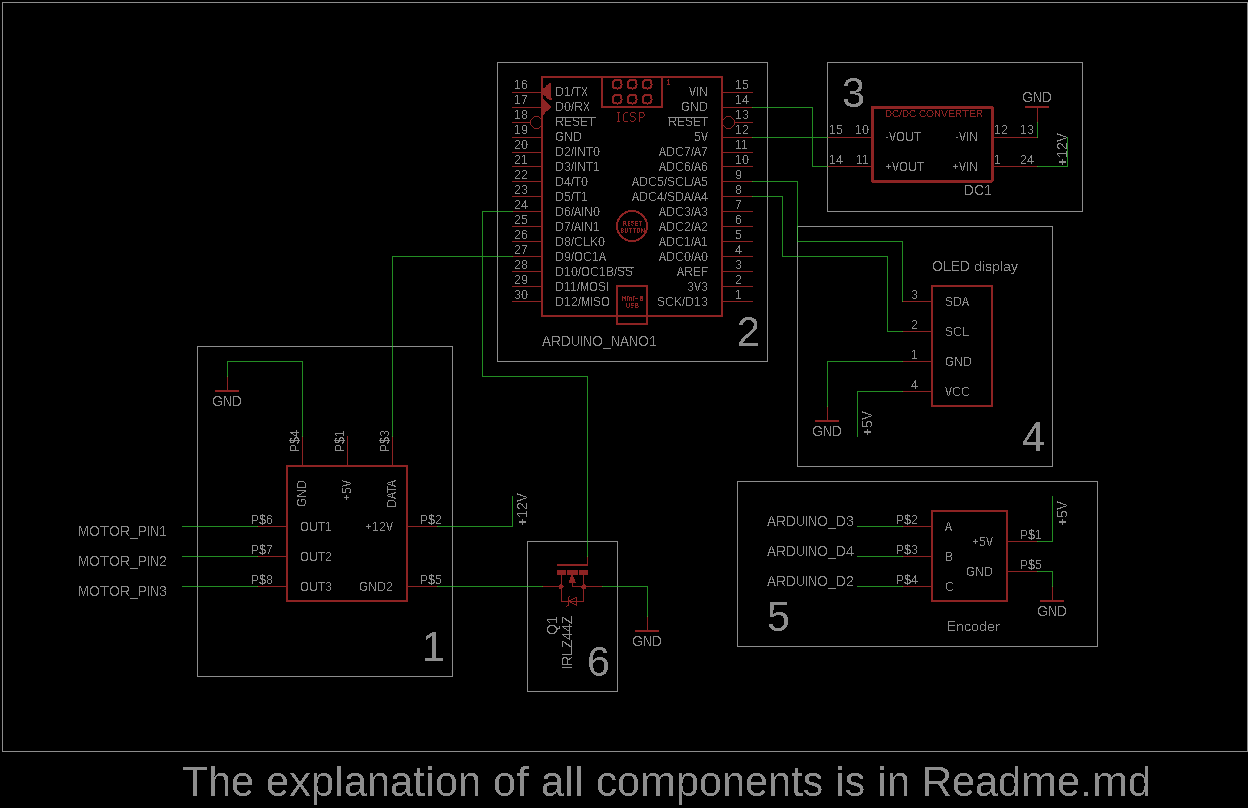 16 D1/TX VIN 15
17 D0/RX GND 14
18 RESET RESET 13
19 GND 5V 12
20 D2/INT0 ADC7/A7 11
21 D3/INT1 ADC6/A6 10
22 D4/T0 ADC5/SCL/A5 9
23 D5/T1 ADC4/SDA/A4 8
24 D6/AIN0 ADC3/A3 7
25 D7/AIN1 ADC2/A2 6
26 D8/CLK0 ADC1/A1 5
27 D9/OC1A ADC0/A0 4
28 D10/OC1B/SS AREF 3
29 D11/MOSI 3V3 2
30 D12/MISO SCK/D13 1
1
ICSP
RESET
BUTTON
Mini-B
USB
ARDUINO_NANO1
2
3
GND
DC/DC CONVERTER
15 10 -VOUT -VIN 12 13
14 11 +VOUT +VIN 1 24
+12V
DC1
OLED display
3 SDA
2 SCL
1 GND
4 VCC
GND
+5V
4
GND
P$4
P$1
P$3
GND
+5V
DATA
MOTOR_PIN1 P$6 OUT1 +12V P$2
MOTOR_PIN2 P$7 OUT2
MOTOR_PIN3 P$8 OUT3 GND2 P$5
+12V
1
Q1
IRLZ44Z
6
GND
ARDUINO_D3 P$2 A
ARDUINO_D4 P$3 B
ARDUINO_D2 P$4 C
+5V P$1
GND P$5
+5V
GND
5
Encoder
The explanation of all components is in Readme.md